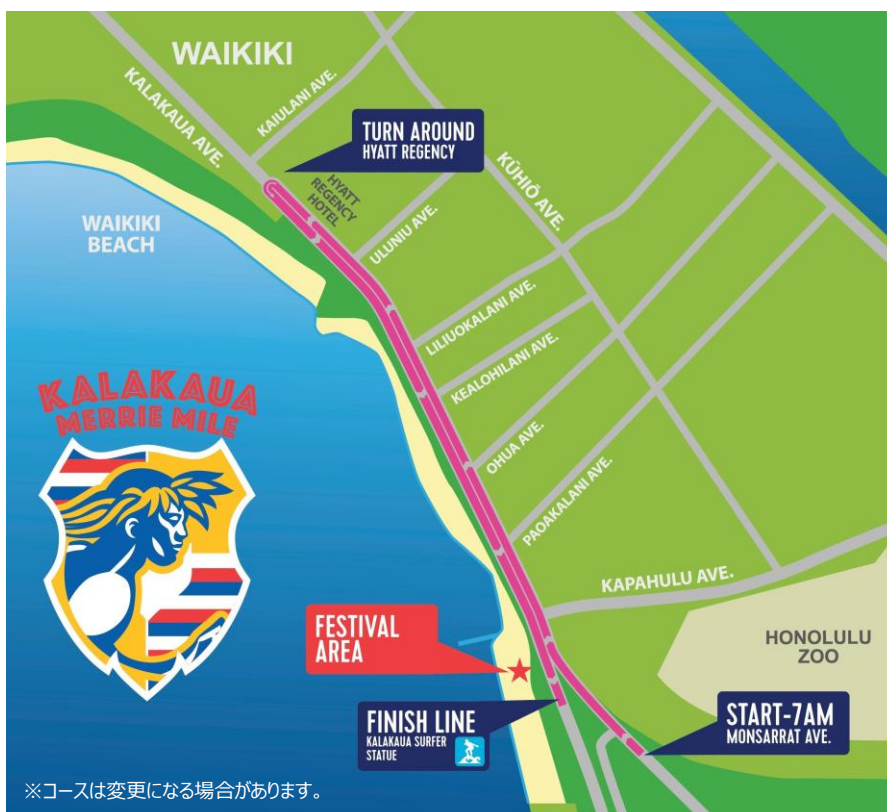 WAIKIKI
KALAKAUA AVE.
KAIULANI AVE.
TURN AROUND
HYATT REGENCY
KŪHIŌ AVE.
HYATT
REGENCY
HOTEL
ULUNIU AVE.
WAIKIKI
BEACH
LILIUOKALANI AVE.
KEALOHILANI AVE.
KALAKAUA
MERRIE MILE
OHUA AVE.
PAOAKALANI AVE.
KAPAHULU AVE.
FESTIVAL
AREA
HONOLULU
ZOO
FINISH LINE
KALAKAUA SURFER
STATUE
START-7AM
MONSARRAT AVE.
※コースは変更になる場合があります。